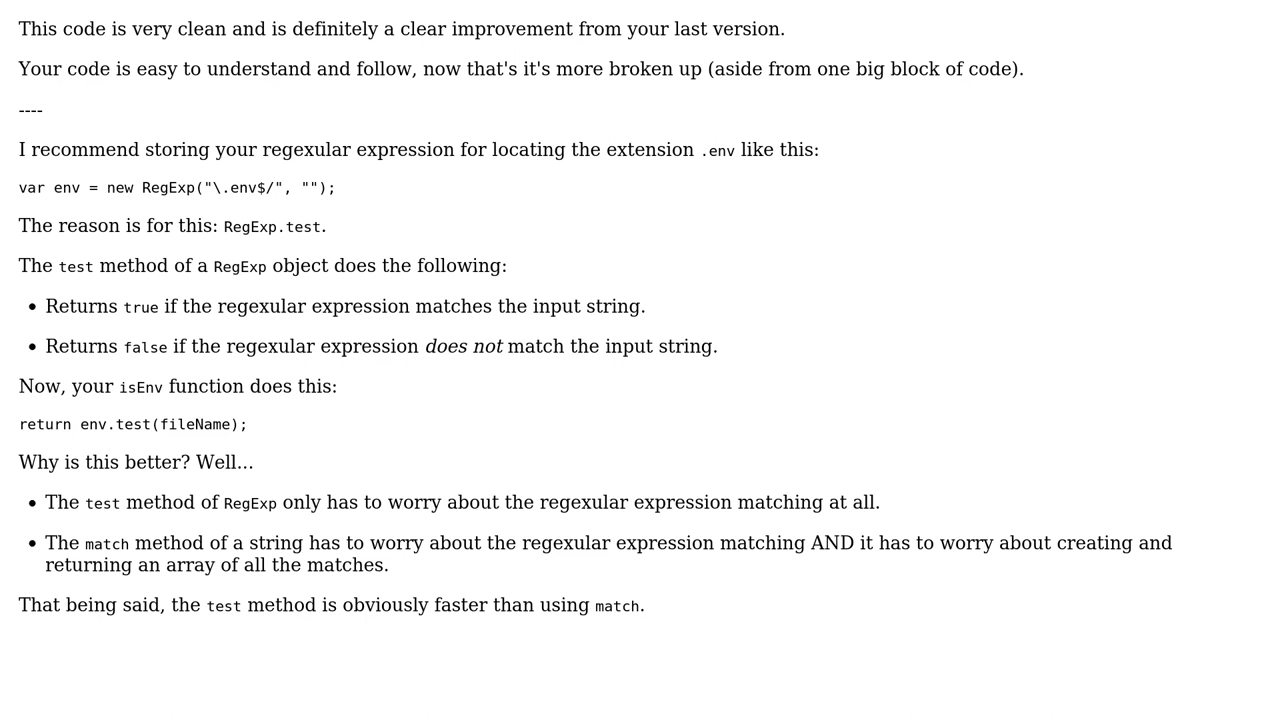 This code is very clean and is definitely a clear improvement from your last version.
Your code is easy to understand and follow, now that's it's more broken up (aside from one big block of code).
----
I recommend storing your regexular expression for locating the extension .env like this:
var env = new RegExp("\.env$/", "");
The reason is for this: RegExp.test.
The test method of a RegExp object does the following:
• Returns true if the regexular expression matches the input string.
• Returns false if the regexular expression does not match the input string.
Now, your isEnv function does this:
return env.test(fileName);
Why is this better? Well...
• The test method of RegExp only has to worry about the regexular expression matching at all.
• The match method of a string has to worry about the regexular expression matching AND it has to worry about creating and
returning an array of all the matches.
That being said, the test method is obviously faster than using match.